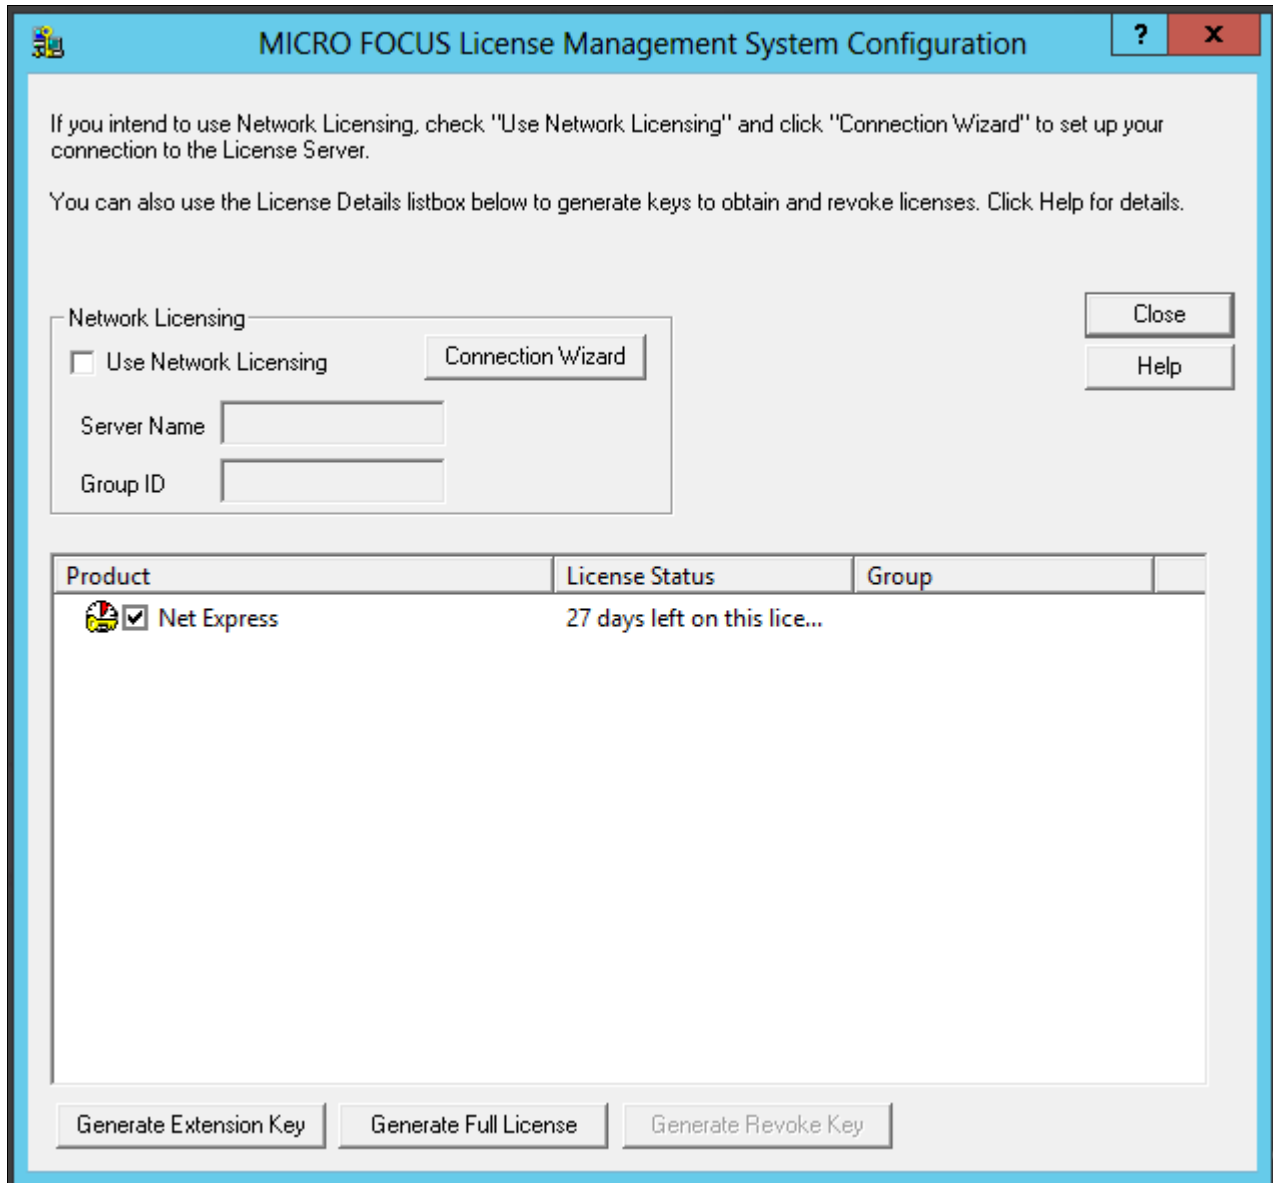 MICRO FOCUS License Management System Configuration
?
x
If you intend to use Network Licensing, check "Use Network Licensing" and click "Connection Wizard" to set up your
connection to the License Server.
You can also use the License Details listbox below to generate keys to obtain and revoke licenses. Click Help for details.
Network Licensing
Use Network Licensing
Connection Wizard
Server Name
Group ID
Close
Help
Product License Status Group
Net Express 27 days left on this lice...
Generate Extension Key
Generate Full License
Generate Revoke Key